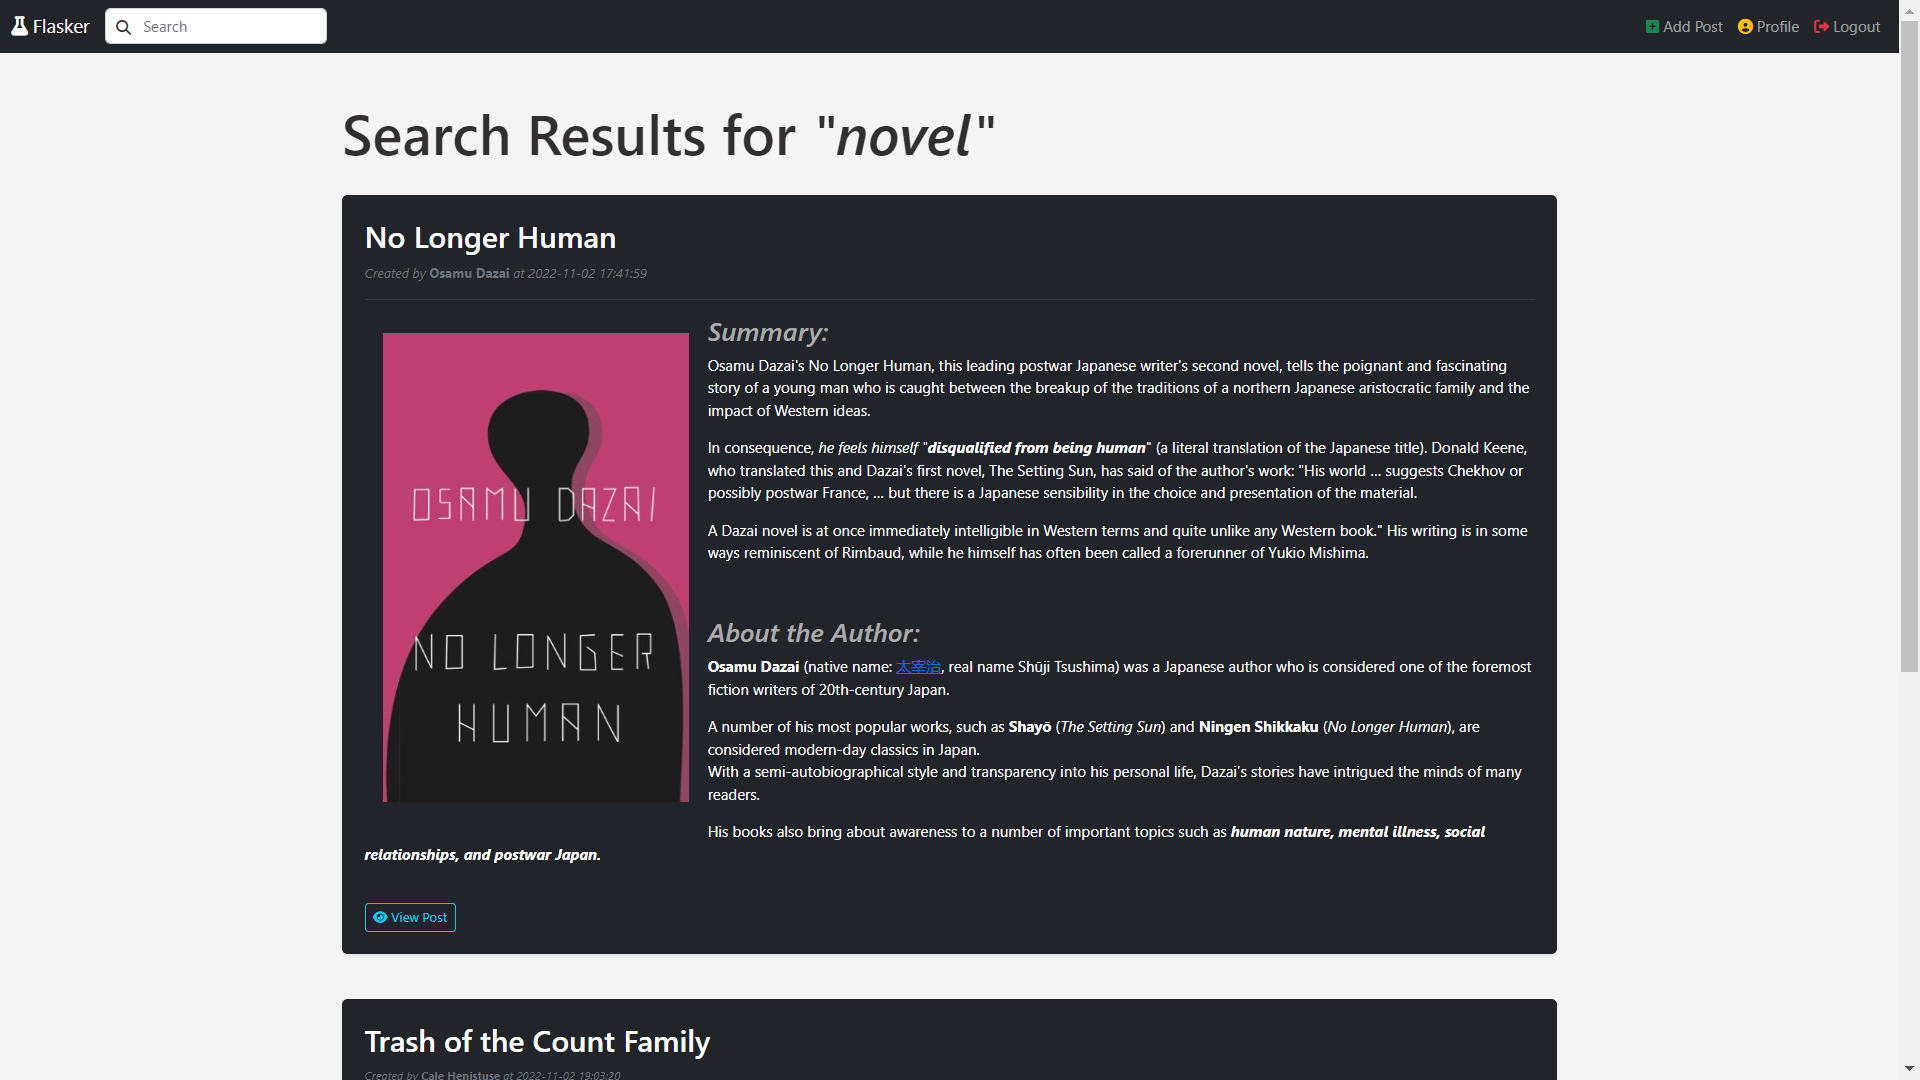 Flasker
Search
Add Post
Profile
Logout
Search Results for "novel"
No Longer Human
Created by Osamu Dazai at 2022-11-02 17:41:59
OSAMU DAZAI
NO LONGER
HUMAN
Summary:
Osamu Dazai's No Longer Human, this leading postwar Japanese writer's second novel, tells the poignant and fascinating
story of a young man who is caught between the breakup of the traditions of a northern Japanese aristocratic family and the
impact of Western ideas.
In consequence, he feels himself "disqualified from being human" (a literal translation of the Japanese title). Donald Keene,
who translated this and Dazai's first novel, The Setting Sun, has said of the author's work: "His world ... suggests Chekhov or
possibly postwar France, ... but there is a Japanese sensibility in the choice and presentation of the material.
A Dazai novel is at once immediately intelligible in Western terms and quite unlike any Western book." His writing is in some
ways reminiscent of Rimbaud, while he himself has often been called a forerunner of Yukio Mishima.
About the Author:
Osamu Dazai (native name: 太宰治, real name Shūji Tsushima) was a Japanese author who is considered one of the foremost
fiction writers of 20th-century Japan.
A number of his most popular works, such as Shayō (The Setting Sun) and Ningen Shikkaku (No Longer Human), are
considered modern-day classics in Japan.
With a semi-autobiographical style and transparency into his personal life, Dazai’s stories have intrigued the minds of many
readers.
His books also bring about awareness to a number of important topics such as human nature, mental illness, social
relationships, and postwar Japan.
View Post
Trash of the Count Family
Created by Cale Henistuse at 2022-11-02 19:03:20